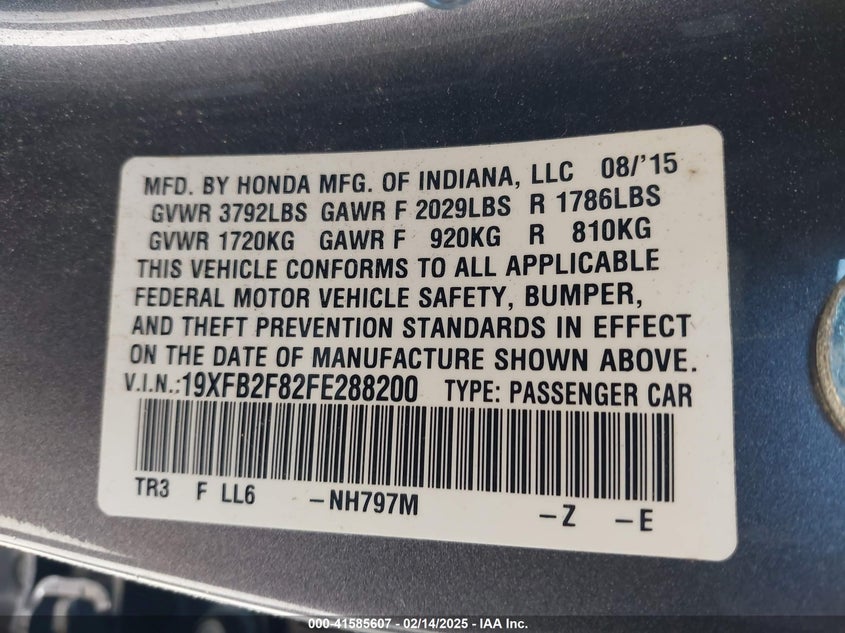 MFD. BY HONDA MFG. OF INDIANA, LLC 08/'15
GVWR 3792LBS GAWR F 2029LBS R 1786LBS
GVWR 1720KG GAWR F 920KG R 810KG
THIS VEHICLE CONFORMS TO ALL APPLICABLE
FEDERAL MOTOR VEHICLE SAFETY, BUMPER,
AND THEFT PREVENTION STANDARDS IN EFFECT
ON THE DATE OF MANUFACTURE SHOWN ABOVE.
V.I.N.:19XFB2F82FE288200 TYPE: PASSENGER CAR
TR3 F LL6 -NH797M -Z -E
000-41585607 - 02/14/2025 - IAA Inc.